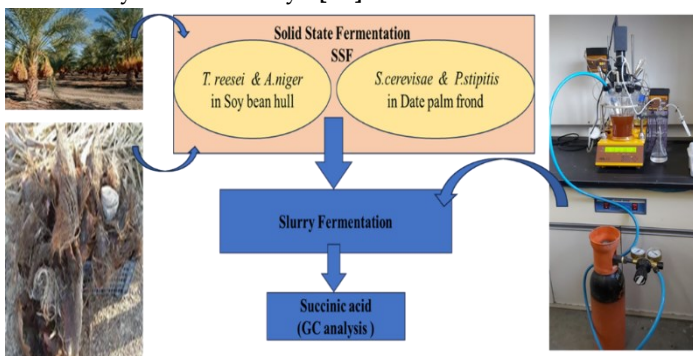 Solid State Fermentation
SSF
T. reesei & A.niger
in Soy bean hull
S.cerevisae & P.stipitis
in Date palm frond
Slurry Fermentation
Succinic acid
(GC analysis )